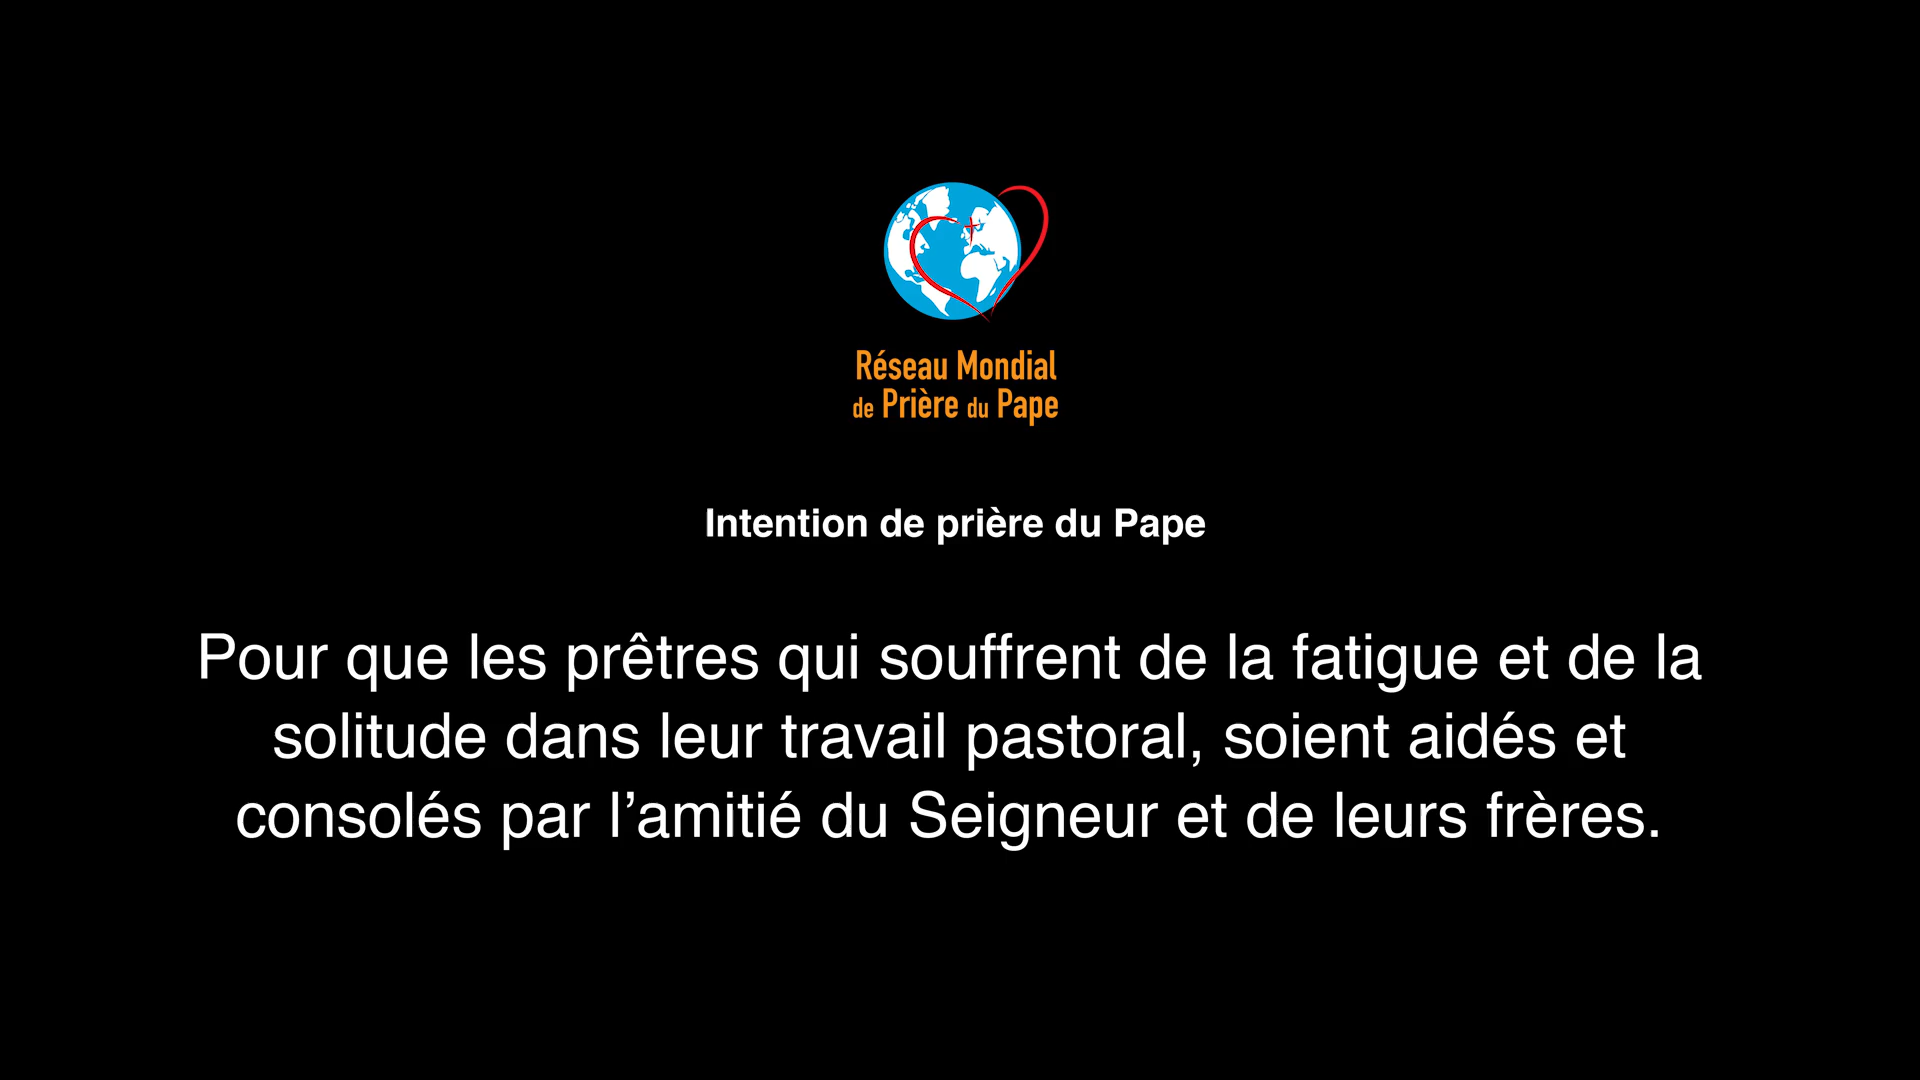 Réseau Mondial
de Prière du Pape
Intention de prière du Pape
Pour que les prêtres qui souffrent de la fatigue et de la
solitude dans leur travail pastoral, soient aidés et
consolés par l’amitié du Seigneur et de leurs frères.